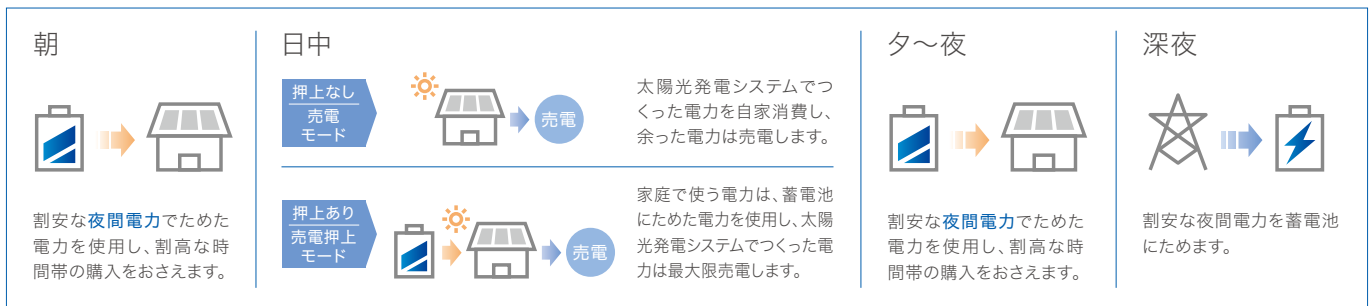 朝
割安な夜間電力でためた
電力を使用し、割高な時
間帯の購入をおさえます。
日中
押上なし
売電
モード
売電
太陽光発電システムでつ
くった電力を自家消費し、
余った電力は売電します。
押上あり
売電押上
モード
売電
家庭で使う電力は、蓄電池
にためた電力を使用し、太陽
光発電システムでつくった電
力は最大限売電します。
夕〜夜
割安な夜間電力でためた
電力を使用し、割高な時
間帯の購入をおさえます。
深夜
割安な夜間電力を蓄電池
にためます。